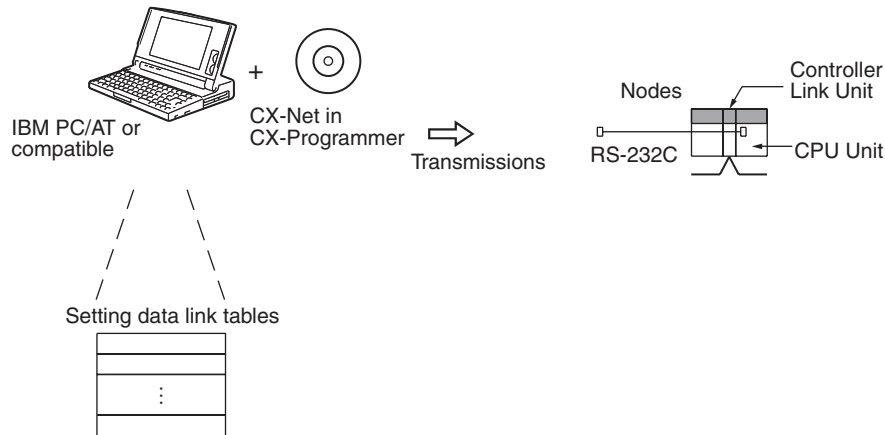 IBM PC/AT or
compatible
+
CX-Net in
CX-Programmer
Transmissions
Nodes
Controller
Link Unit
RS-232C
CPU Unit
Setting data link tables